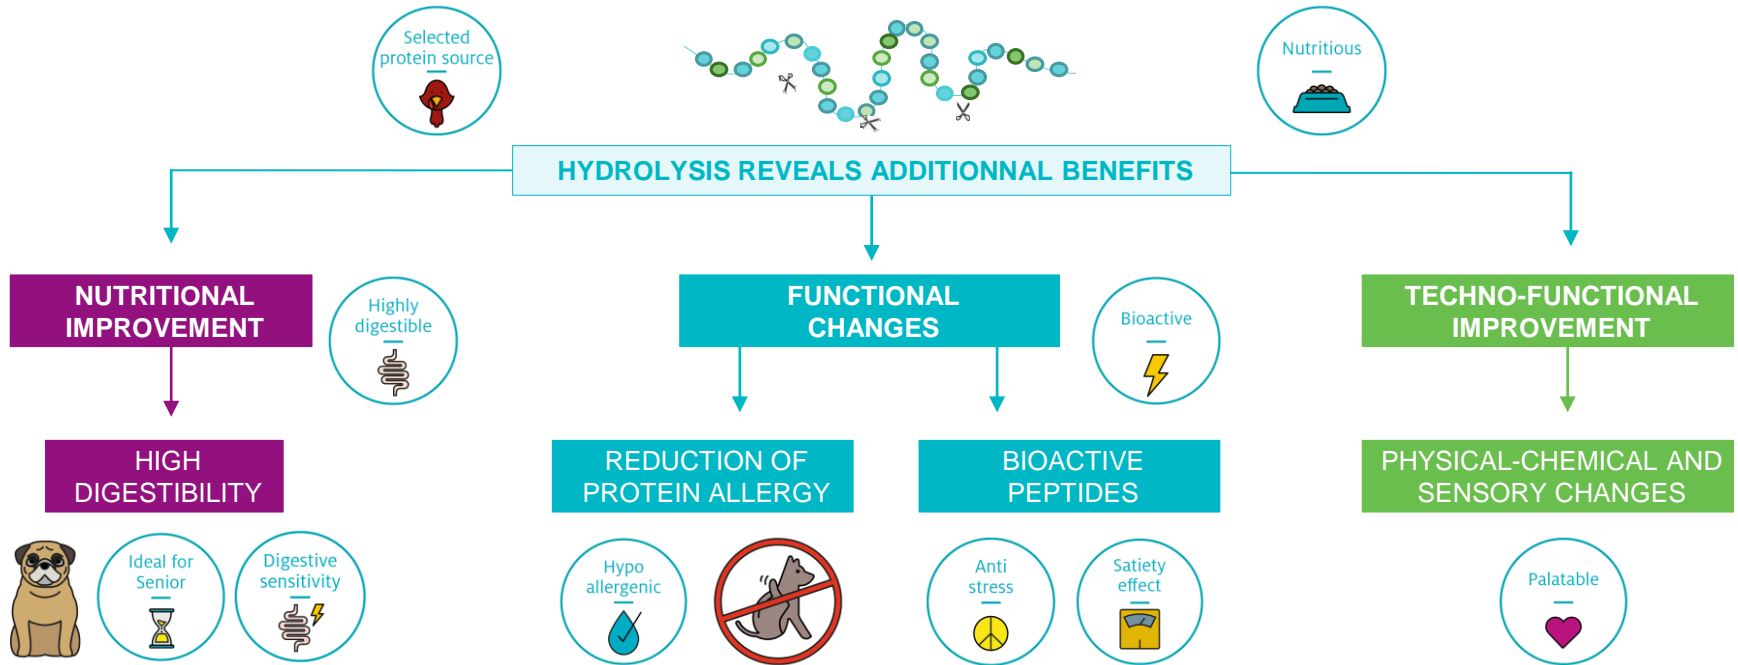 Selected
protein source
Nutritious
HYDROLYSIS REVEALS ADDITIONNAL BENEFITS
NUTRITIONAL
IMPROVEMENT
Highly
digestible
FUNCTIONAL
CHANGES
Bioactive
TECHNO-FUNCTIONAL
IMPROVEMENT
HIGH
DIGESTIBILITY
REDUCTION OF
PROTEIN ALLERGY
BIOACTIVE
PEPTIDES
PHYSICAL-CHEMICAL AND
SENSORY CHANGES
Ideal for
Senior
Digestive
sensitivity
Hypo
allergenic
Anti
stress
Satiety
effect
Palatable